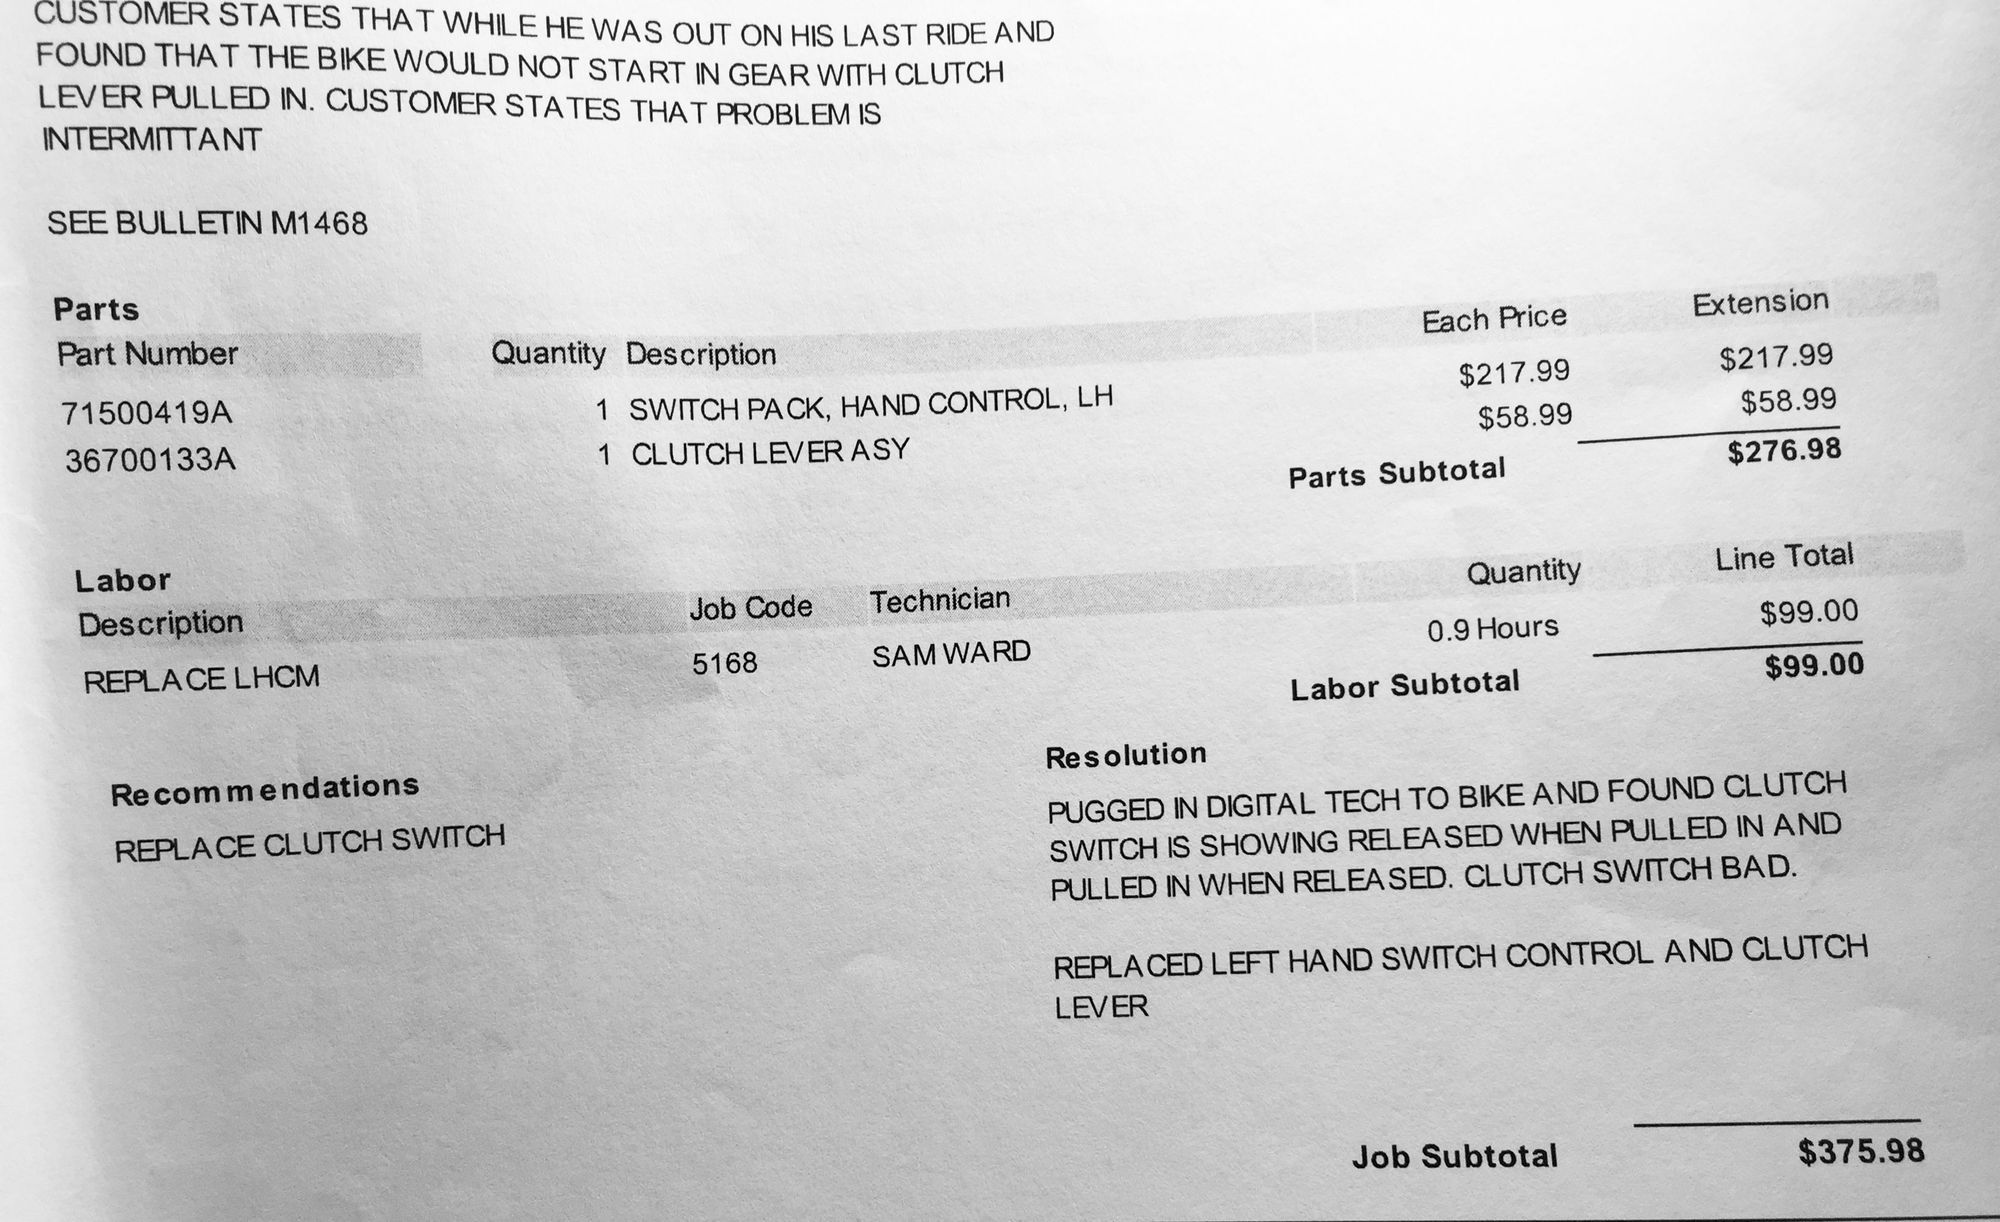 CUSTOMER STATES THAT WHILE HE WAS OUT ON HIS LAST RIDE AND
FOUND THAT THE BIKE WOULD NOT START IN GEAR WITH CLUTCH
LEVER PULLED IN. CUSTOMER STATES THAT PROBLEM IS
INTERMITTANT
SEE BULLETIN M1468
Parts
Part Number Quantity Description Each Price Extension
71500419A 1 SWITCH PACK, HAND CONTROL, LH $217.99 $217.99
36700133A 1 CLUTCH LEVER ASY $58.99 $58.99
Parts Subtotal $276.98
Labor
Description Job Code Technician Quantity Line Total
REPLACE LHCM 5168 SAM WARD 0.9 Hours $99.00
Labor Subtotal $99.00
Recommendations
REPLACE CLUTCH SWITCH
Resolution
PUGGED IN DIGITAL TECH TO BIKE AND FOUND CLUTCH
SWITCH IS SHOWING RELEASED WHEN PULLED IN AND
PULLED IN WHEN RELEASED. CLUTCH SWITCH BAD.
REPLACED LEFT HAND SWITCH CONTROL AND CLUTCH
LEVER
Job Subtotal $375.98